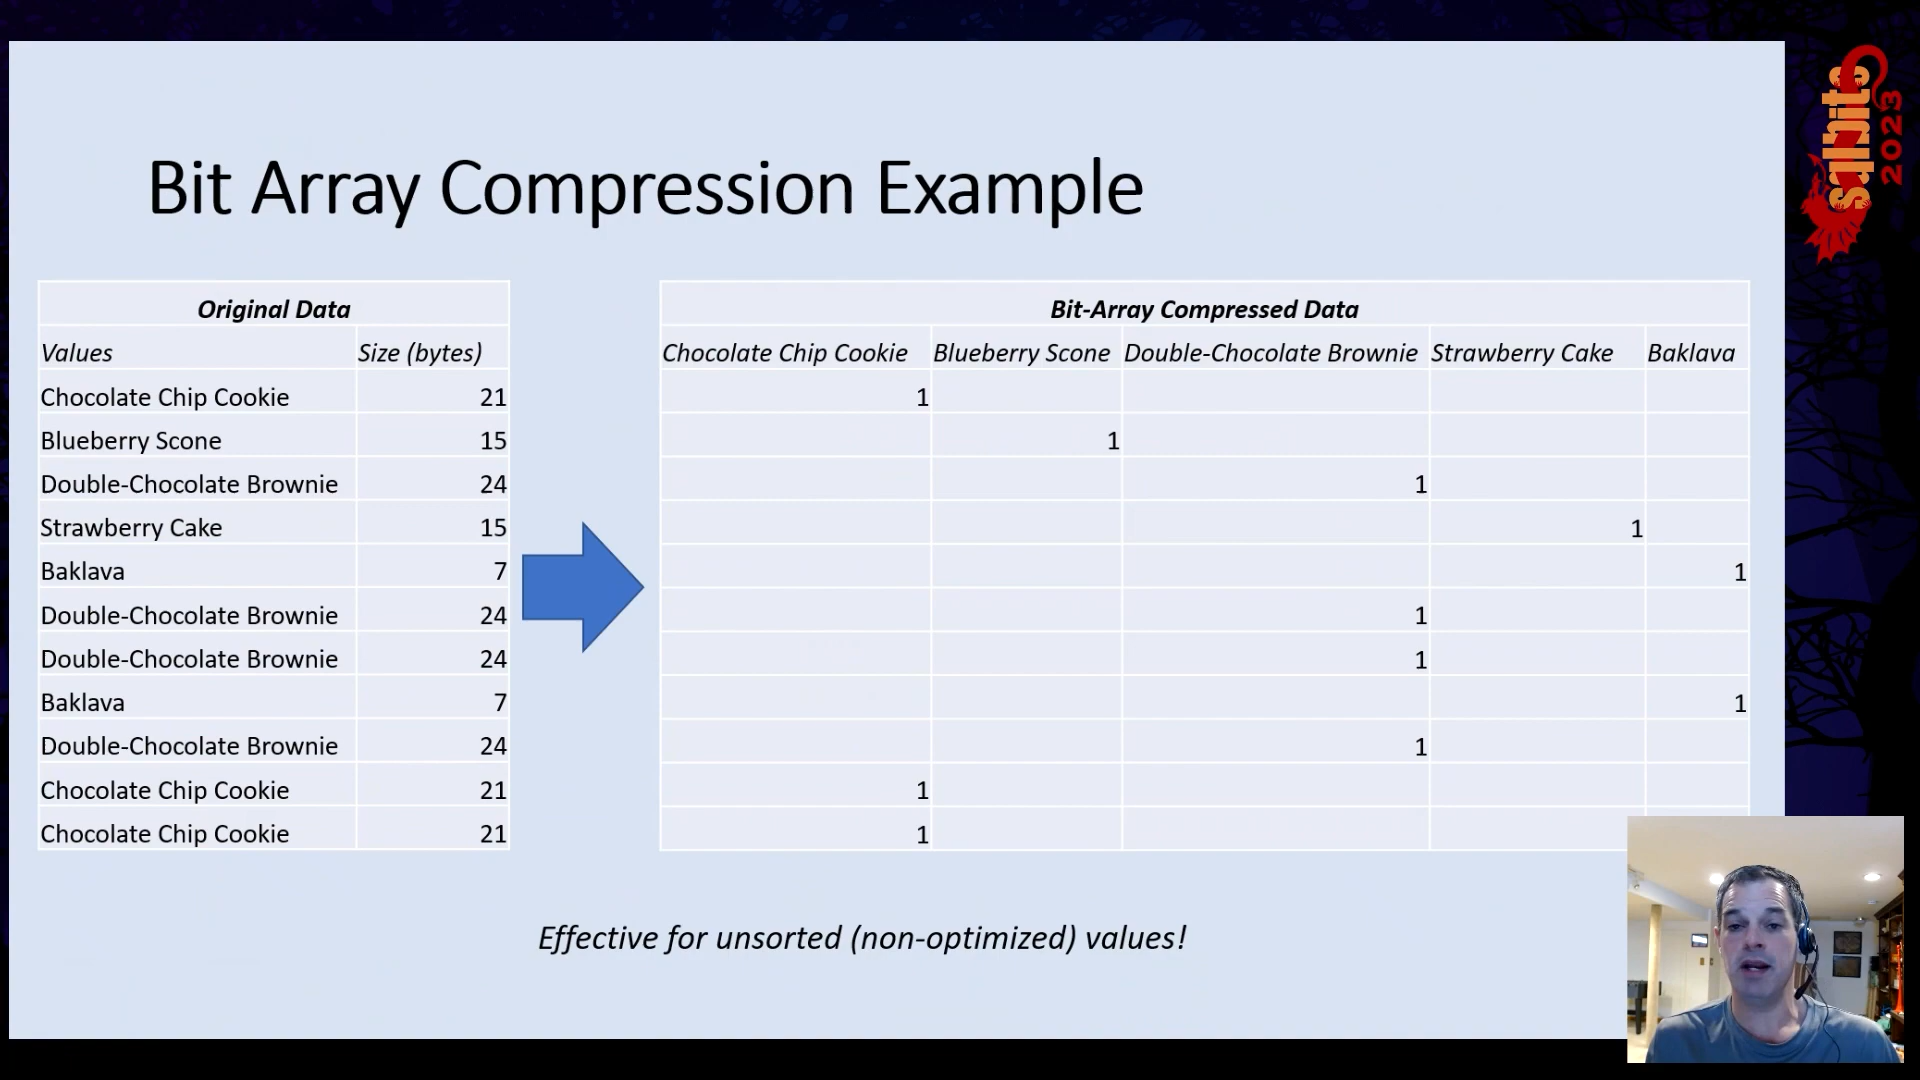 Bit Array Compression Example
sqlbits
2023
Original Data
Values Size (bytes)
Chocolate Chip Cookie 21
Blueberry Scone 15
Double-Chocolate Brownie 24
Strawberry Cake 15
Baklava 7
Double-Chocolate Brownie 24
Double-Chocolate Brownie 24
Baklava 7
Double-Chocolate Brownie 24
Chocolate Chip Cookie 21
Chocolate Chip Cookie 21
Bit-Array Compressed Data
Chocolate Chip Cookie Blueberry Scone Double-Chocolate Brownie Strawberry Cake Baklava
1
1
1
1
1
1
1
1
1
1
1
Effective for unsorted (non-optimized) values!